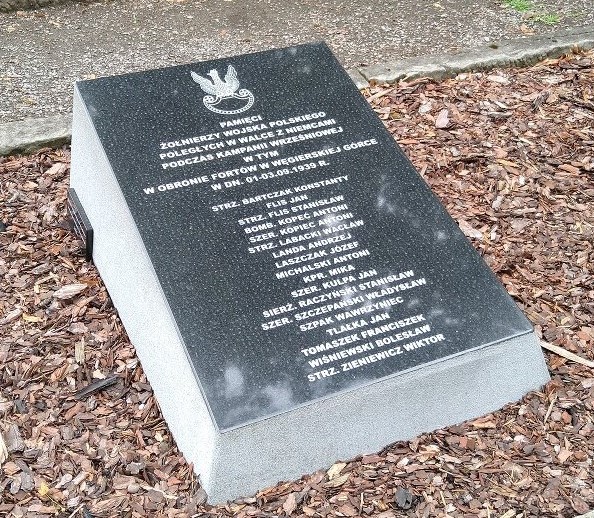 PAMIĘCI
ŻOŁNIERZY WOJSKA POLSKIEGO
POLEGŁYCH W WALCE Z NIEMCAMI
PODCZAS KAMPANII WRZEŚNIOWEJ
W TYM
W OBRONIE FORTÓW W WĘGIERSKIEJ GÓRCE
W DN. 01-03.09.1939 R.
STRZ. BARTCZAK KONSTANTY
FLIS JAN
STRZ. FLIS STANISŁAW
BOMB. KOPEĆ ANTONI
SZER. KOPIEC ANTONI
STRZ. ŁABACKI WACŁAW
LANDA ANDRZEJ
LASZCZAK JÓZEF
MICHALSKI ANTONI
KPR. MIKA
SZER. KULPA JAN
SIERŻ. RACZYŃSKI STANISŁAW
SZER. SZCZEPAŃSKI WŁADYSŁAW
SZPAK WAWRZYNIEC
TLAŁKA JAN
TOMASZEK FRANCISZEK
WIŚNIEWSKI BOLESŁAW
STRZ. ZIENIEWICZ WIKTOR